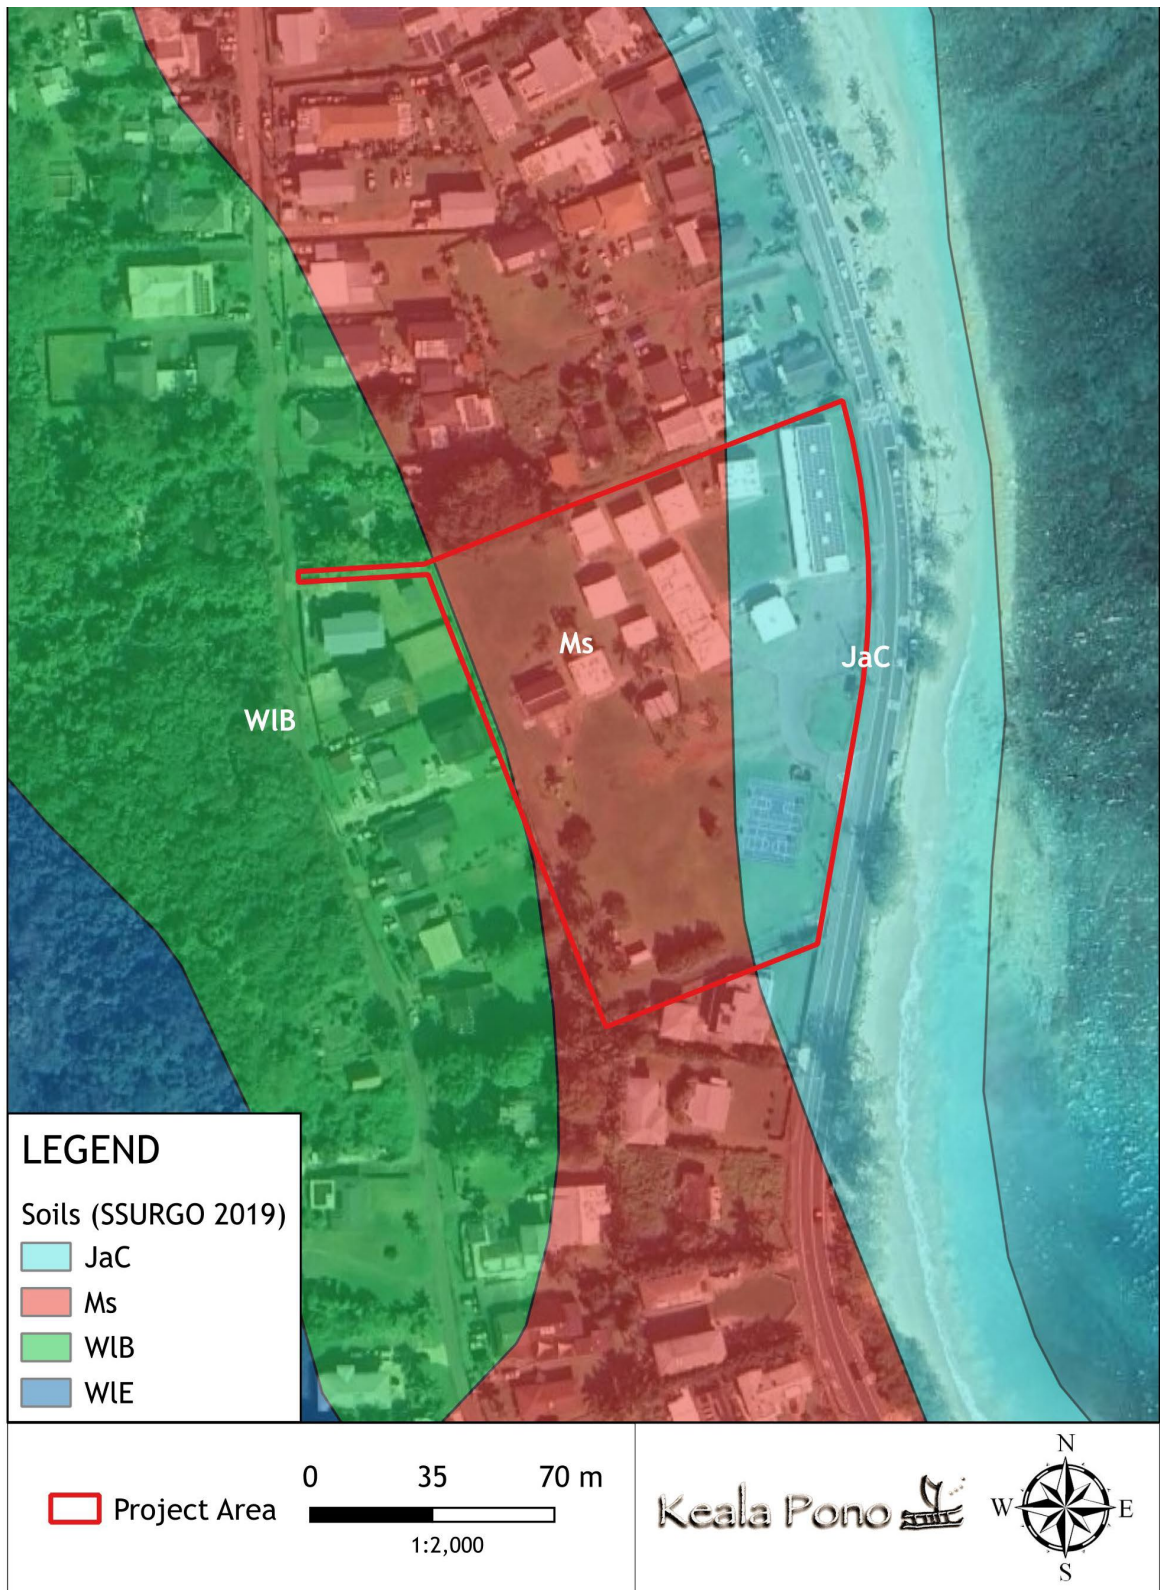 Ms
JaC
WlB
LEGEND
Soils (SSURGO 2019)
JaC
Ms
WlB
WlE
Project Area
0 35 70 m
1:2,000
Keala Pono
N
W E
S